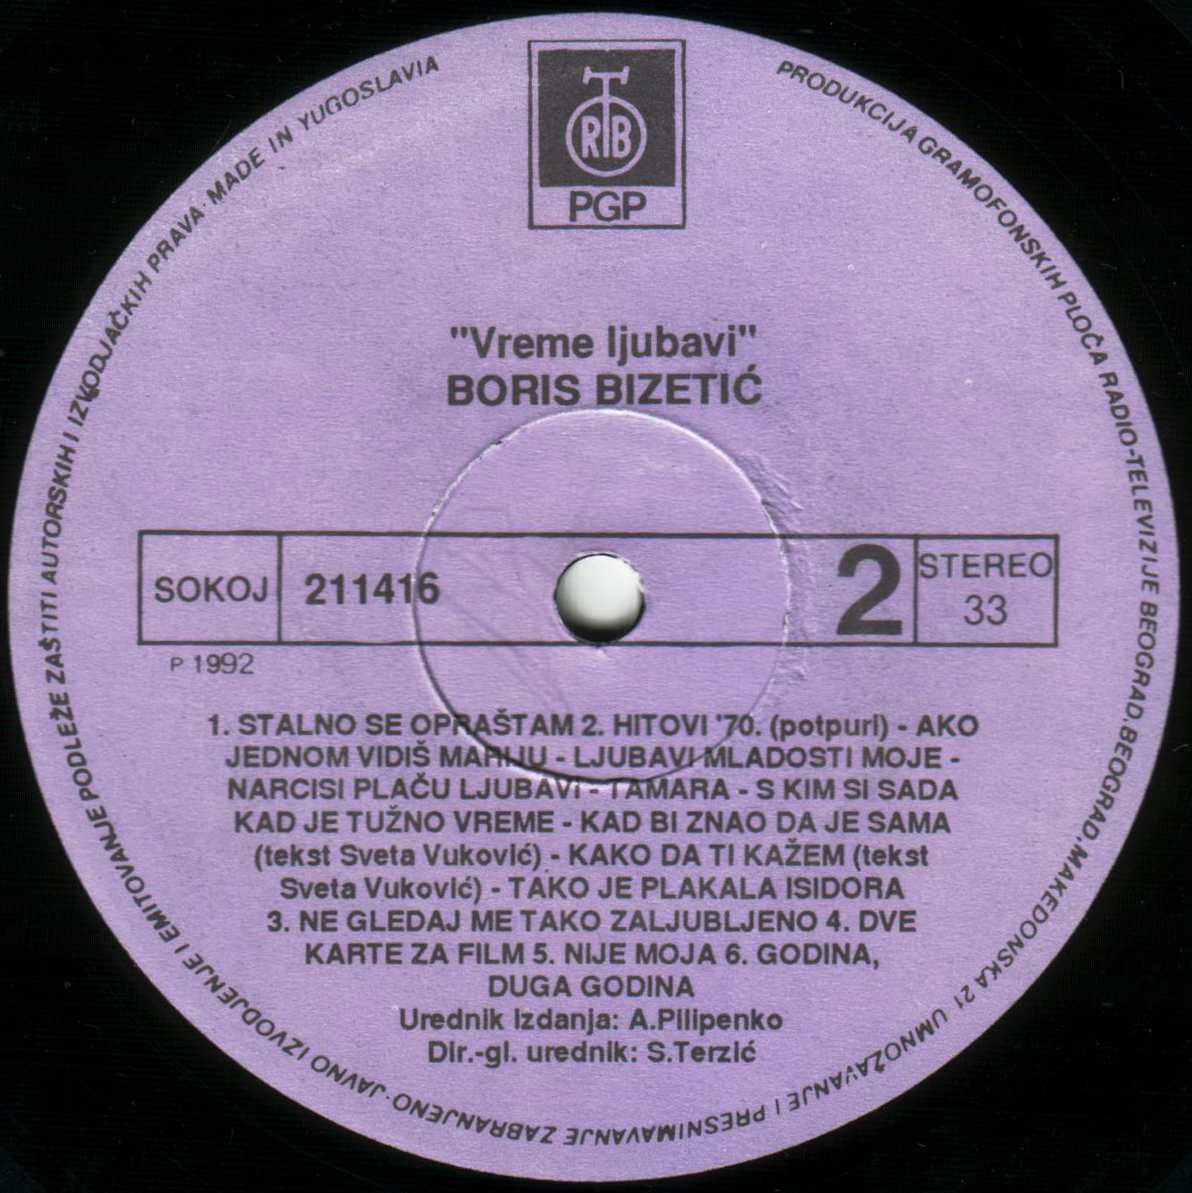 RTB
PGP
"Vreme ljubavi"
BORIS BIZETIĆ
SOKOJ
211416
2
STEREO
33
P 1992
1. STALNO SE OPRAŠTAM 2. HITOVI '70. (potpuri) - AKO
JEDNOM VIDIŠ MARIJU - LJUBAVI MLADOSTI MOJE -
NARCISI PLAČU LJUBAVI - TAMARA - S KIM SI SADA
KAD JE TUŽNO VREME - KAD BI ZNAO DA JE SAMA
(tekst Sveta Vuković) - KAKO DA TI KAŽEM (tekst
Sveta Vuković) - TAKO JE PLAKALA ISIDORA
3. NE GLEDAJ ME TAKO ZALJUBLJENO 4. DVE
KARTE ZA FILM 5. NIJE MOJA 6. GODINA,
DUGA GODINA
Urednik izdanja: A.Pilipenko
Dir.-gl. urednik: S.Terzić
PRODUKCIJA GRAMOFONSKIH PLOČA RADIO-TELEVIZIJE BEOGRAD. BEOGRAD. MAKEDONSKA 21 UMNOŽAVANJE I PRESNIMAVANJE ZABRANJENO · JAVNO IZVODJENJE I EMITOVANJE PODLEŽE ZAŠTITI AUTORSKIH I IZVODJAČKIH PRAVA · MADE IN YUGOSLAVIA